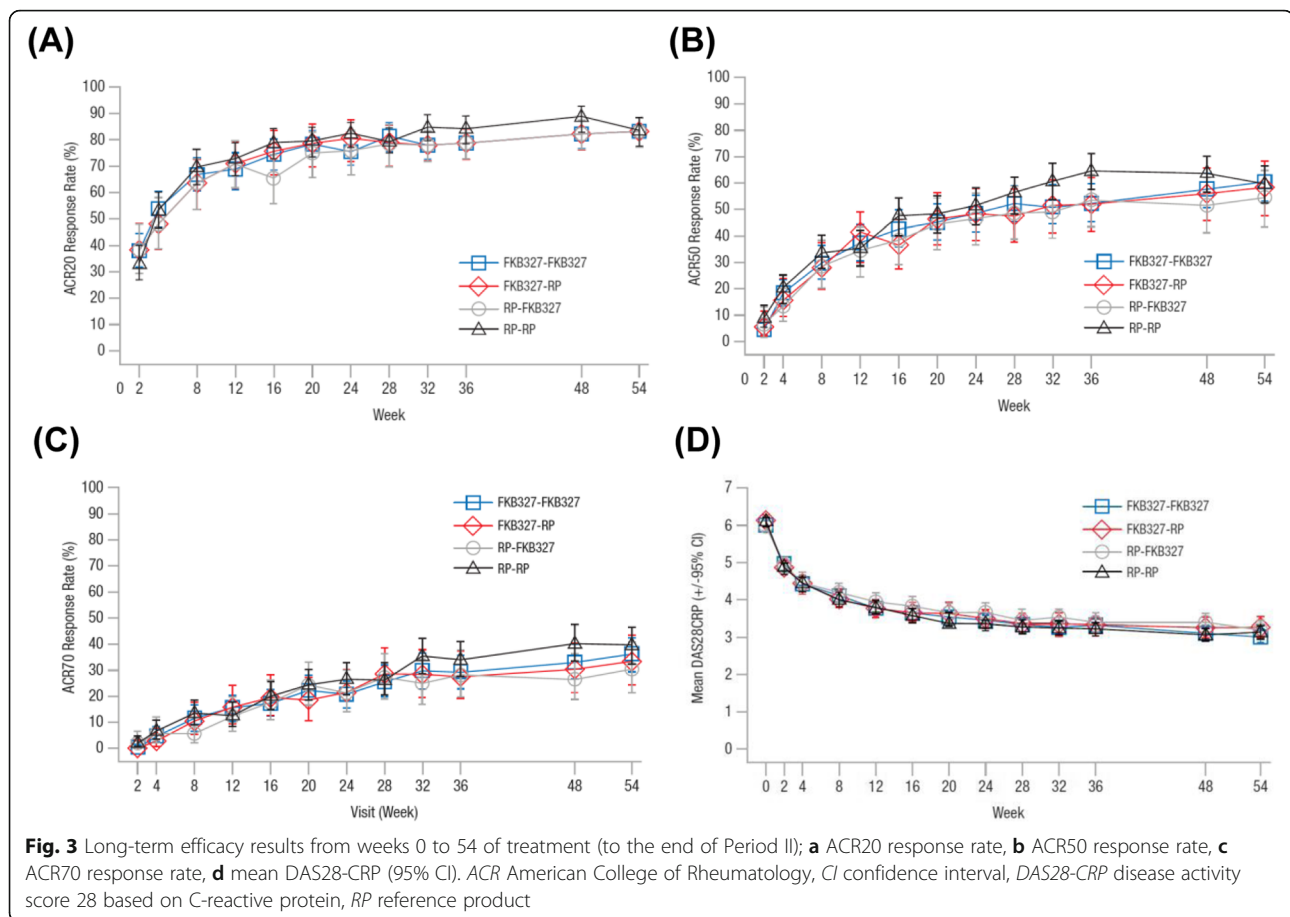 (A)
ACR20 Response Rate (%)
100
90
80
70
60
50
40
30
20
10
0
FKB327-FKB327
FKB327-RP
RP-FKB327
RP-RP
0 2 8 12 16 20 24 28 32 36 48 54
Week
(B)
ACR50 Response Rate (%)
100
90
80
70
60
50
40
30
20
10
0
FKB327-FKB327
FKB327-RP
RP-FKB327
RP-RP
0 2 4 8 12 16 20 24 28 32 36 48 54
Week
(C)
ACR70 Response Rate (%)
100
90
80
70
60
50
40
30
20
10
0
FKB327-FKB327
FKB327-RP
RP-FKB327
RP-RP
2 4 8 12 16 20 24 28 32 36 48 54
Visit (Week)
(D)
Mean DAS28CRP (+/-95% CI)
7
6
5
4
3
2
1
0
FKB327-FKB327
FKB327-RP
RP-FKB327
RP-RP
0 2 4 8 12 16 20 24 28 32 36 48 54
Week
Fig. 3 Long-term efficacy results from weeks 0 to 54 of treatment (to the end of Period II); a ACR20 response rate, b ACR50 response rate, c
ACR70 response rate, d mean DAS28-CRP (95% CI). ACR American College of Rheumatology, CI confidence interval, DAS28-CRP disease activity
score 28 based on C-reactive protein, RP reference product